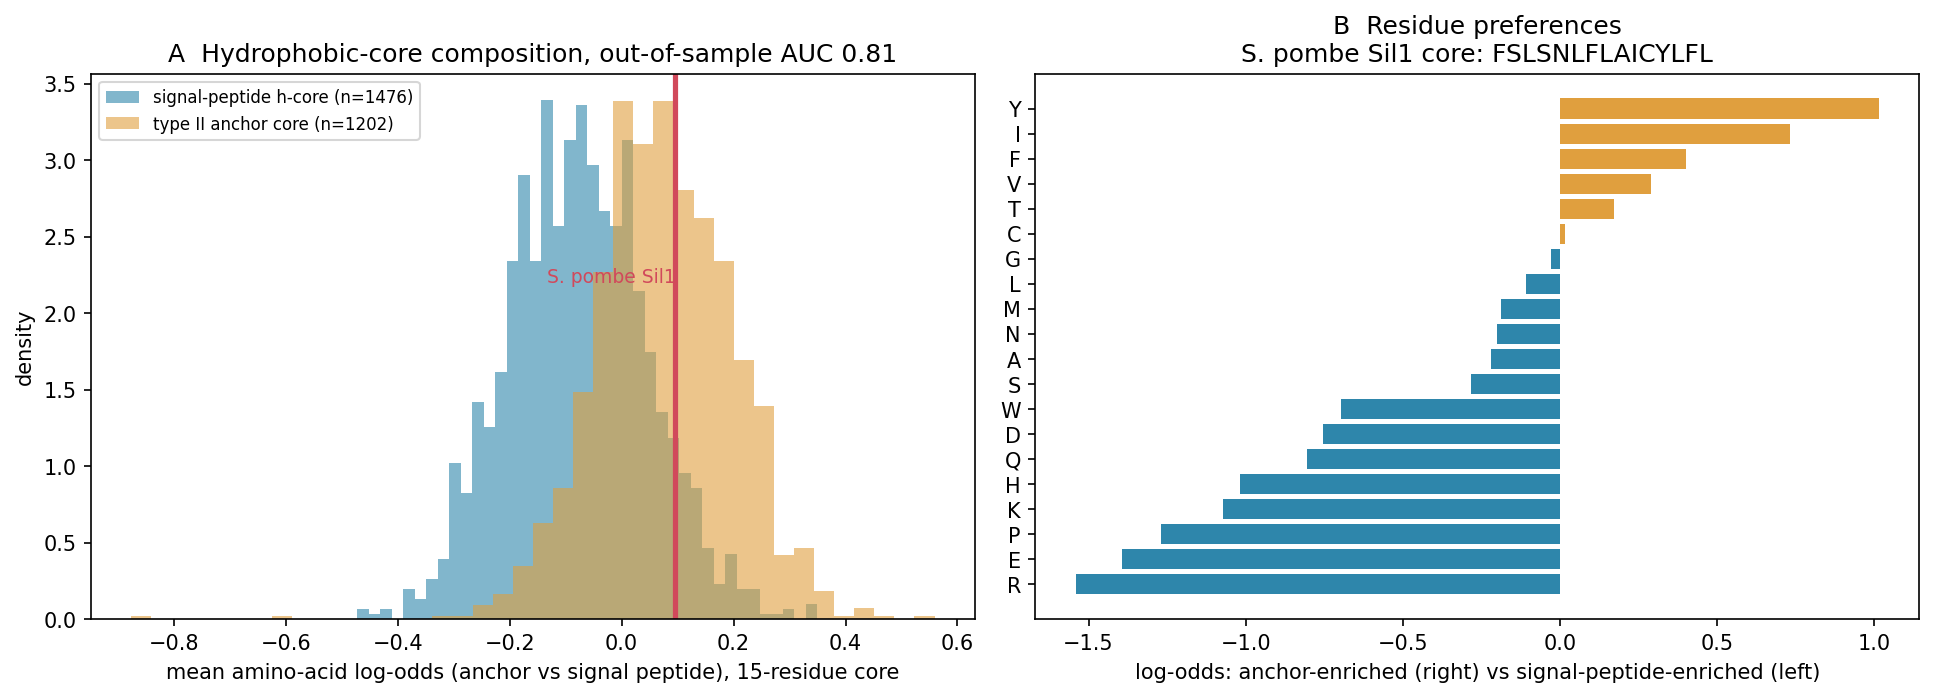 A  Hydrophobic-core composition, out-of-sample AUC 0.81
signal-peptide h-core (n=1476)
type II anchor core (n=1202)
S. pombe Sil1
density
3.5
3.0
2.5
2.0
1.5
1.0
0.5
0.0
−0.8
−0.6
−0.4
−0.2
0.0
0.2
0.4
0.6
mean amino-acid log-odds (anchor vs signal peptide), 15-residue core
B  Residue preferences
S. pombe Sil1 core: FSLSNLFLAICYLFL
Y
I
F
V
T
C
G
L
M
N
A
S
W
D
Q
H
K
P
E
R
−1.5
−1.0
−0.5
0.0
0.5
1.0
log-odds: anchor-enriched (right) vs signal-peptide-enriched (left)